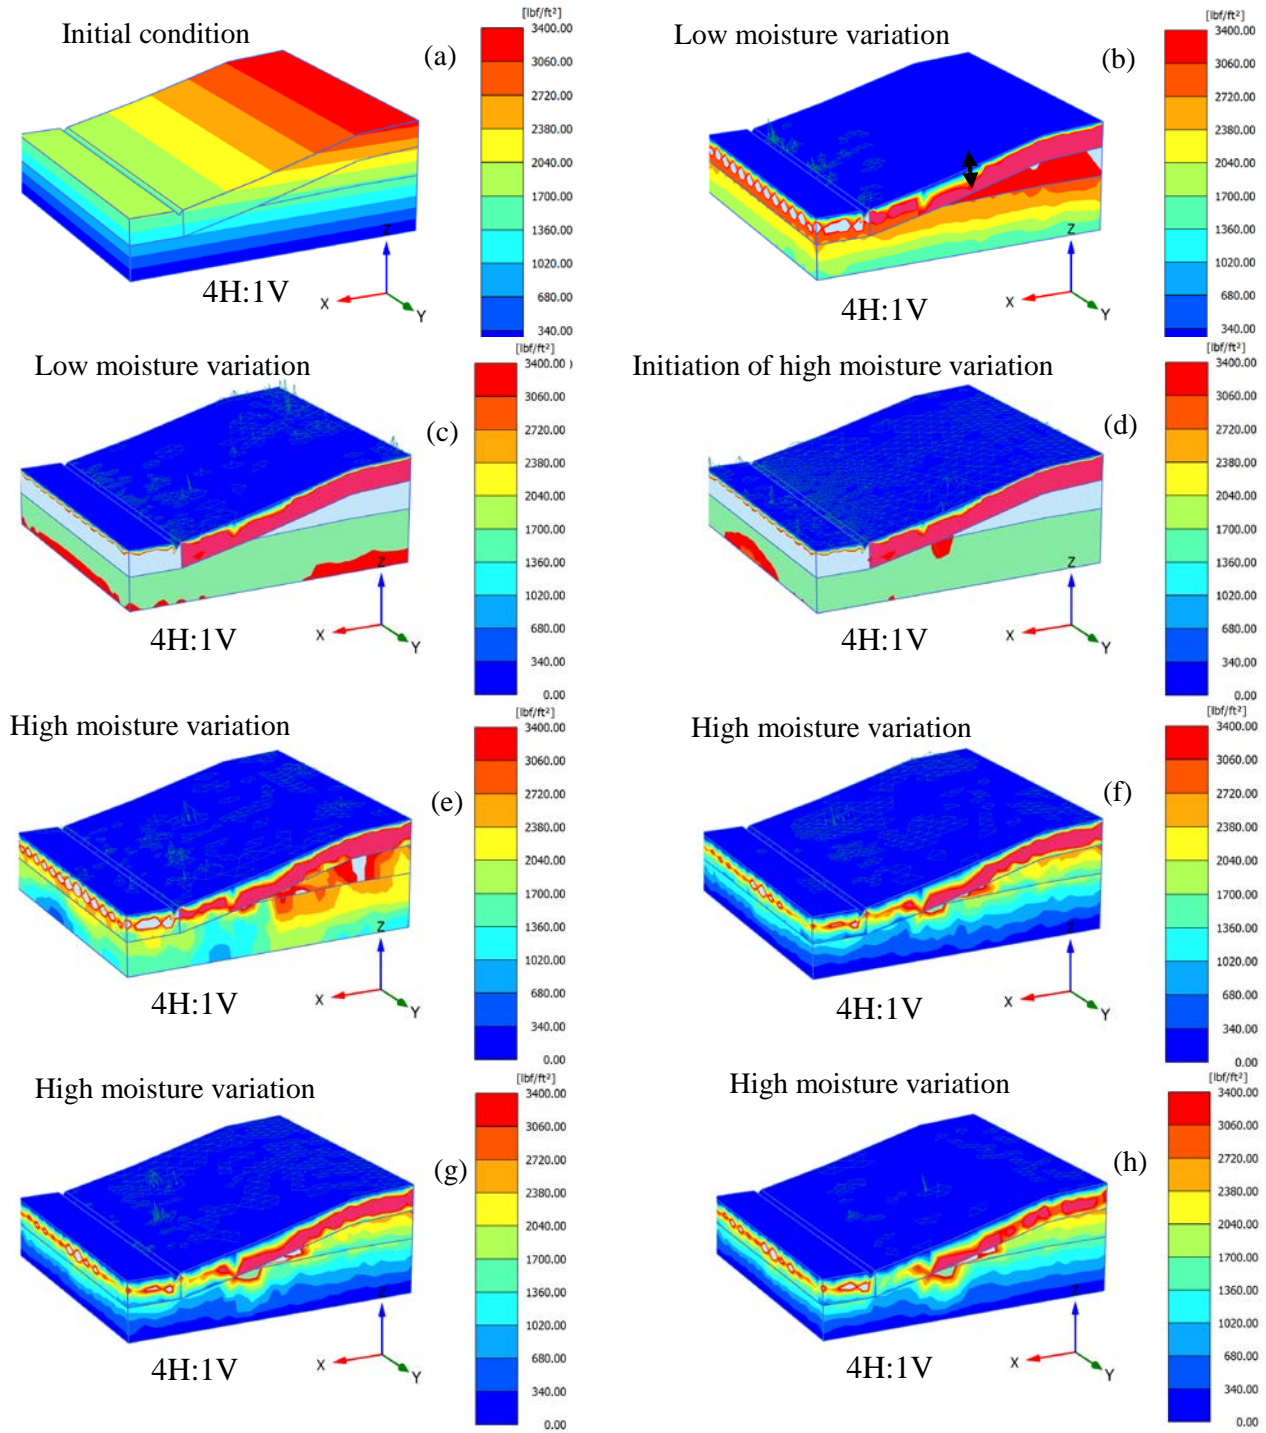 Initial condition
(a)
[lbf/ft²]
3400.00
3060.00
2720.00
2380.00
2040.00
1700.00
1360.00
1020.00
680.00
340.00
Z
X
Y
4H:1V
Low moisture variation
(b)
[lbf/ft²]
3400.00
3060.00
2720.00
2380.00
2040.00
1700.00
1360.00
1020.00
680.00
340.00
Z
X
Y
4H:1V
Low moisture variation
(c)
[lbf/ft²]
3400.00 )
3060.00
2720.00
2380.00
2040.00
1700.00
1360.00
1020.00
680.00
340.00
0.00
Z
X
Y
4H:1V
Initiation of high moisture variation
(d)
[lbf/ft²]
3400.00
3060.00
2720.00
2380.00
2040.00
1700.00
1360.00
1020.00
680.00
340.00
0.00
Z
X
Y
4H:1V
High moisture variation
(e)
[lbf/ft²]
3400.00
3060.00
2720.00
2380.00
2040.00
1700.00
1360.00
1020.00
680.00
340.00
0.00
Z
X
Y
4H:1V
High moisture variation
(f)
[lbf/ft²]
3400.00
3060.00
2720.00
2380.00
2040.00
1700.00
1360.00
1020.00
680.00
340.00
0.00
Z
X
Y
4H:1V
High moisture variation
(g)
[lbf/ft²]
3400.00
3060.00
2720.00
2380.00
2040.00
1700.00
1360.00
1020.00
680.00
340.00
0.00
Z
X
Y
4H:1V
High moisture variation
(h)
[lbf/ft²]
3400.00
3060.00
2720.00
2380.00
2040.00
1700.00
1360.00
1020.00
680.00
340.00
0.00
Z
X
Y
4H:1V